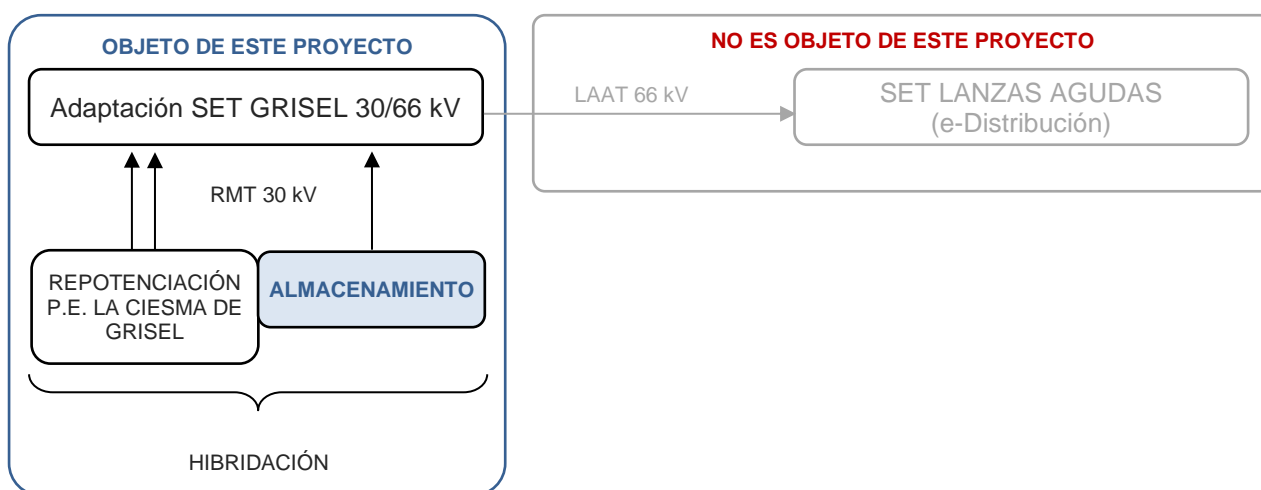 OBJETO DE ESTE PROYECTO
Adaptación SET GRISEL 30/66 kV
RMT 30 kV
REPOTENCIACIÓN
P.E. LA CIESMA DE
GRISEL
ALMACENAMIENTO
HIBRIDACIÓN
NO ES OBJETO DE ESTE PROYECTO
LAAT 66 kV
SET LANZAS AGUDAS
(e-Distribución)